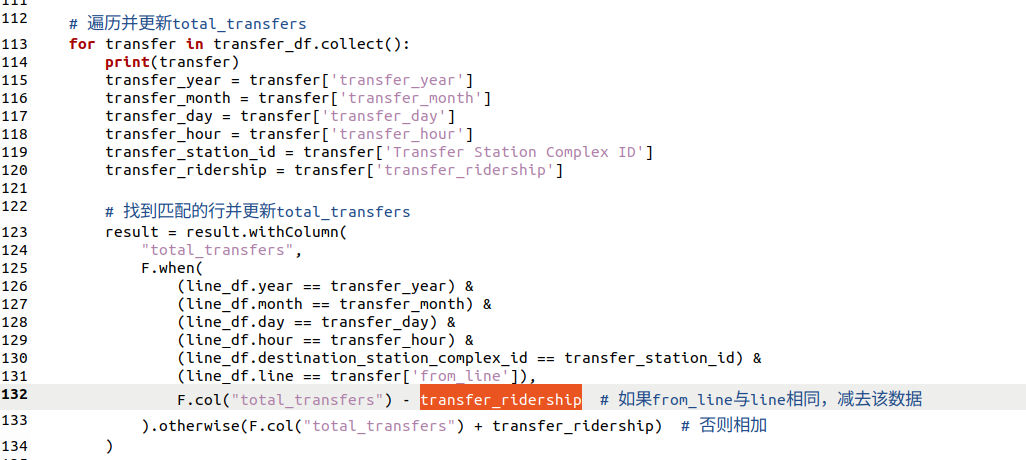 111
112     # 遍历并更新total_transfers
113     for transfer in transfer_df.collect():
114         print(transfer)
115         transfer_year = transfer['transfer_year']
116         transfer_month = transfer['transfer_month']
117         transfer_day = transfer['transfer_day']
118         transfer_hour = transfer['transfer_hour']
119         transfer_station_id = transfer['Transfer Station Complex ID']
120         transfer_ridership = transfer['transfer_ridership']
121
122         # 找到匹配的行并更新total_transfers
123         result = result.withColumn(
124             "total_transfers",
125             F.when(
126                 (line_df.year == transfer_year) &
127                 (line_df.month == transfer_month) &
128                 (line_df.day == transfer_day) &
129                 (line_df.hour == transfer_hour) &
130                 (line_df.destination_station_complex_id == transfer_station_id) &
131                 (line_df.line == transfer['from_line']),
132                 F.col("total_transfers") - transfer_ridership  # 如果from_line与line相同，减去该数据
133             ).otherwise(F.col("total_transfers") + transfer_ridership)  # 否则相加
134         )